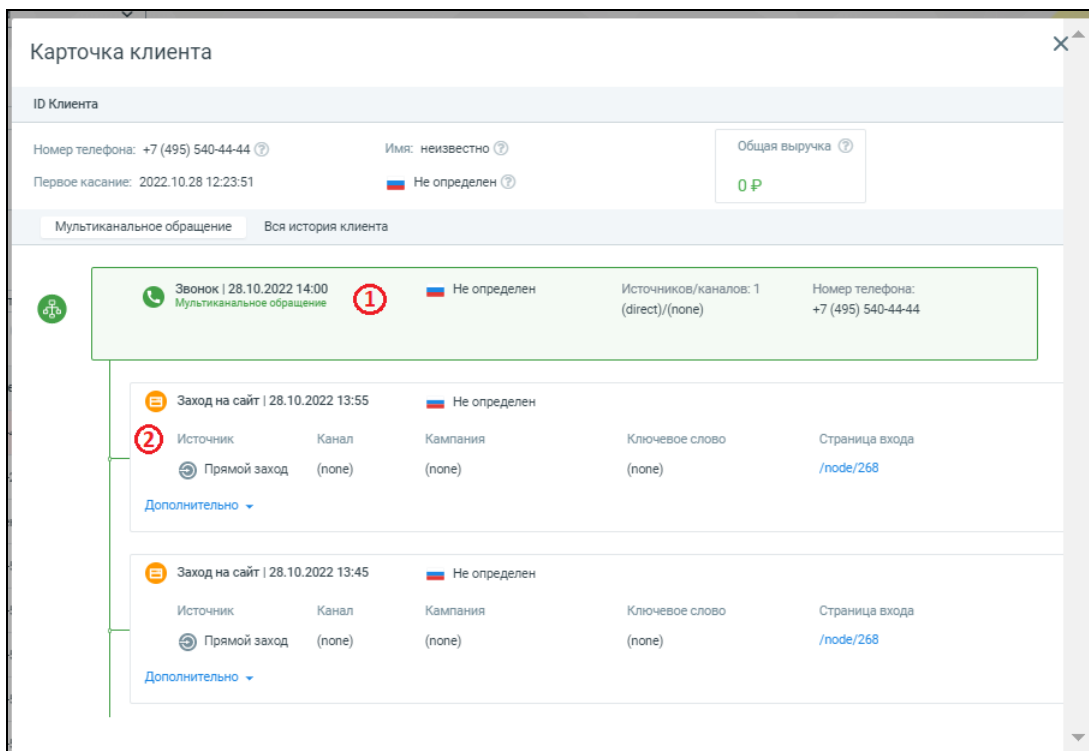 Карточка клиента
ID Клиента
Номер телефона: +7 (495) 540-44-44 ? Имя: неизвестно ? Общая выручка ?
Первое касание: 2022.10.28 12:23:51 Не определен ? 0 ₽
Мультиканальное обращение Вся история клиента
Звонок | 28.10.2022 14:00 1 Не определен Источников/каналов: 1 Номер телефона:
Мультиканальное обращение (direct)/(none) +7 (495) 540-44-44
Заход на сайт | 28.10.2022 13:55 Не определен
2 Источник Канал Кампания Ключевое слово Страница входа
Прямой заход (none) (none) (none) /node/268
Дополнительно
Заход на сайт | 28.10.2022 13:45 Не определен
Источник Канал Кампания Ключевое слово Страница входа
Прямой заход (none) (none) (none) /node/268
Дополнительно